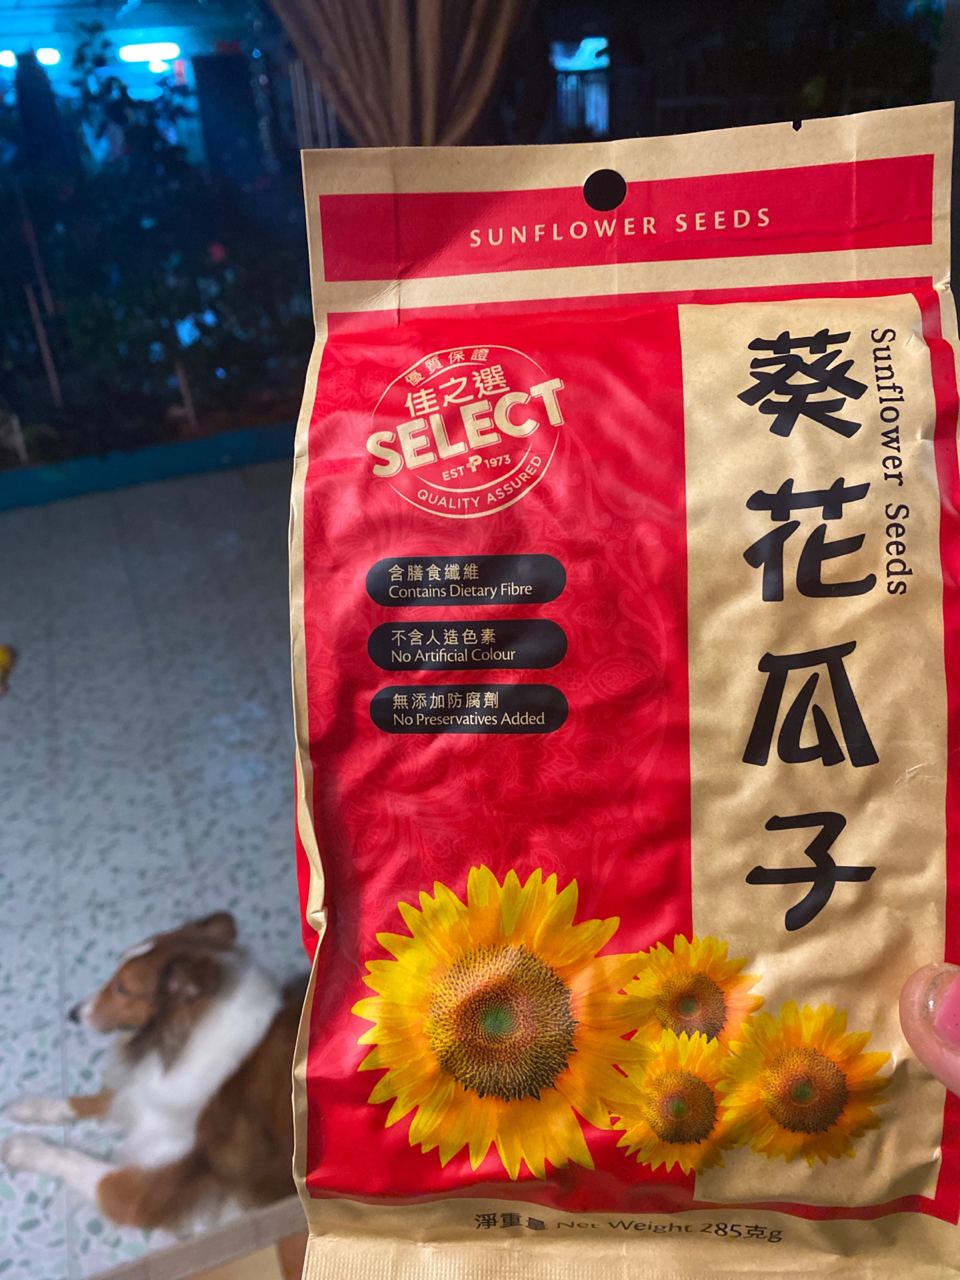 SUNFLOWER SEEDS
優質保證
佳之選
SELECT
EST P 1973
QUALITY ASSURED
含膳食纖維
Contains Dietary Fibre
不含人造色素
No Artificial Colour
無添加防腐劑
No Preservatives Added
葵花瓜子
Sunflower Seeds
淨重量 Net Weight 285克g